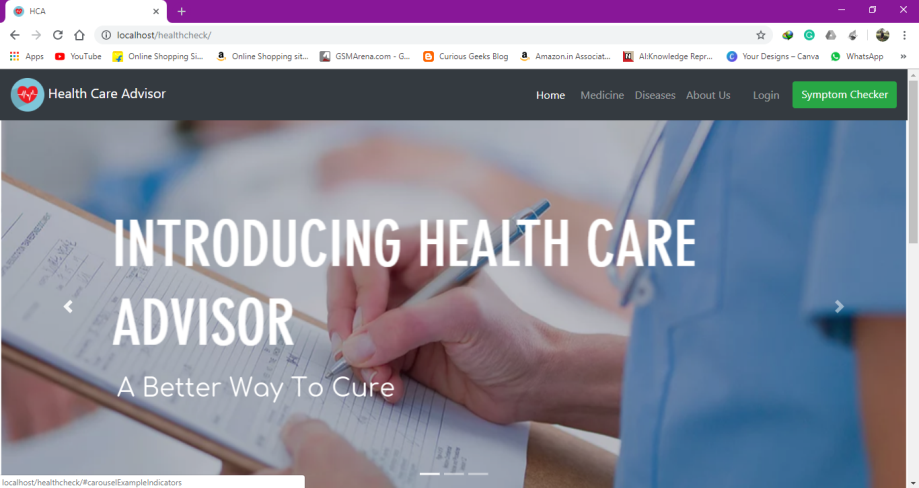 HCA
localhost/healthcheck/
Apps YouTube Online Shopping Si... Online Shopping sit... GSMArena.com - G... Curious Geeks Blog Amazon.in Associat... AI:Knowledge Repr... Your Designs – Canva WhatsApp »
Health Care Advisor Home Medicine Diseases About Us Login Symptom Checker
INTRODUCING HEALTH CARE
ADVISOR
A Better Way To Cure
localhost/healthcheck/#carouselExampleIndicators